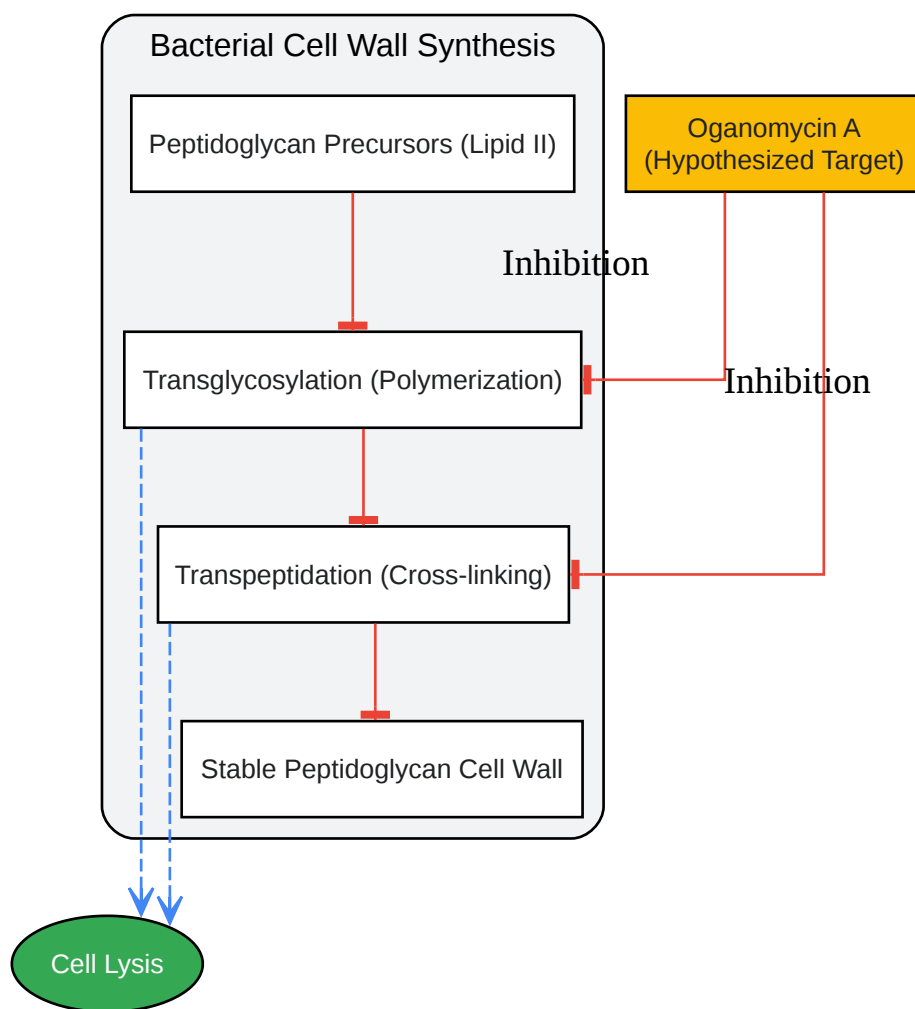 Bacterial Cell Wall Synthesis
Peptidoglycan Precursors (Lipid II)
Oganomycin A
(Hypothesized Target)
Inhibition
Transglycosylation (Polymerization)
Inhibition
Transpeptidation (Cross-linking)
Stable Peptidoglycan Cell Wall
Cell Lysis